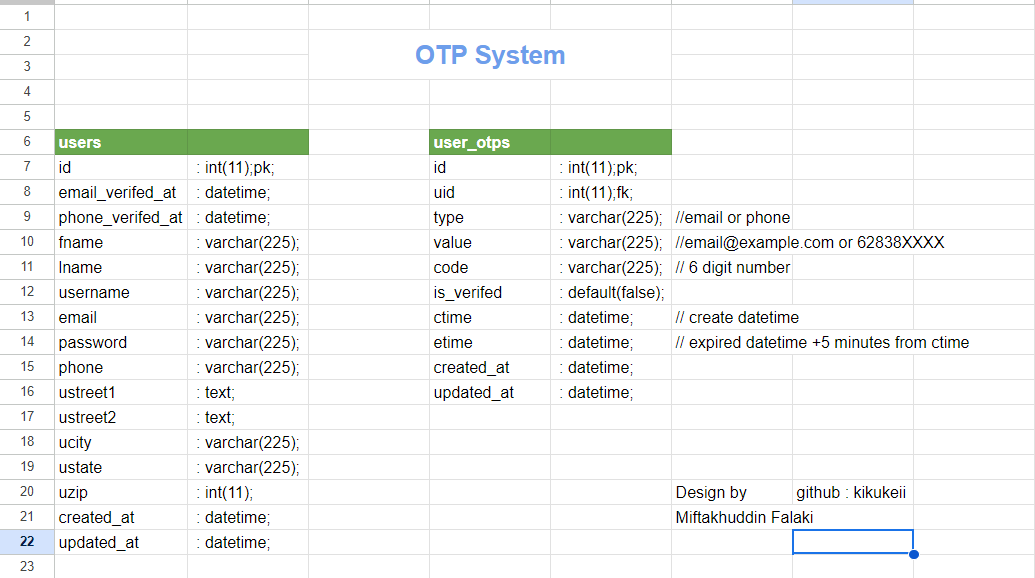 1
2
OTP System
3
4
5
6 users user_otps
7 id : int(11);pk; id : int(11);pk;
8 email_verifed_at : datetime; uid : int(11);fk;
9 phone_verifed_at : datetime; type : varchar(225); //email or phone
10 fname : varchar(225); value : varchar(225); //email@example.com or 62838XXXX
11 lname : varchar(225); code : varchar(225); // 6 digit number
12 username : varchar(225); is_verifed : default(false);
13 email : varchar(225); ctime : datetime; // create datetime
14 password : varchar(225); etime : datetime; // expired datetime +5 minutes from ctime
15 phone : varchar(225); created_at : datetime;
16 ustreet1 : text; updated_at : datetime;
17 ustreet2 : text;
18 ucity : varchar(225);
19 ustate : varchar(225);
20 uzip : int(11); Design by github : kikukeii
21 created_at : datetime; Miftakhuddin Falaki
22 updated_at : datetime;
23